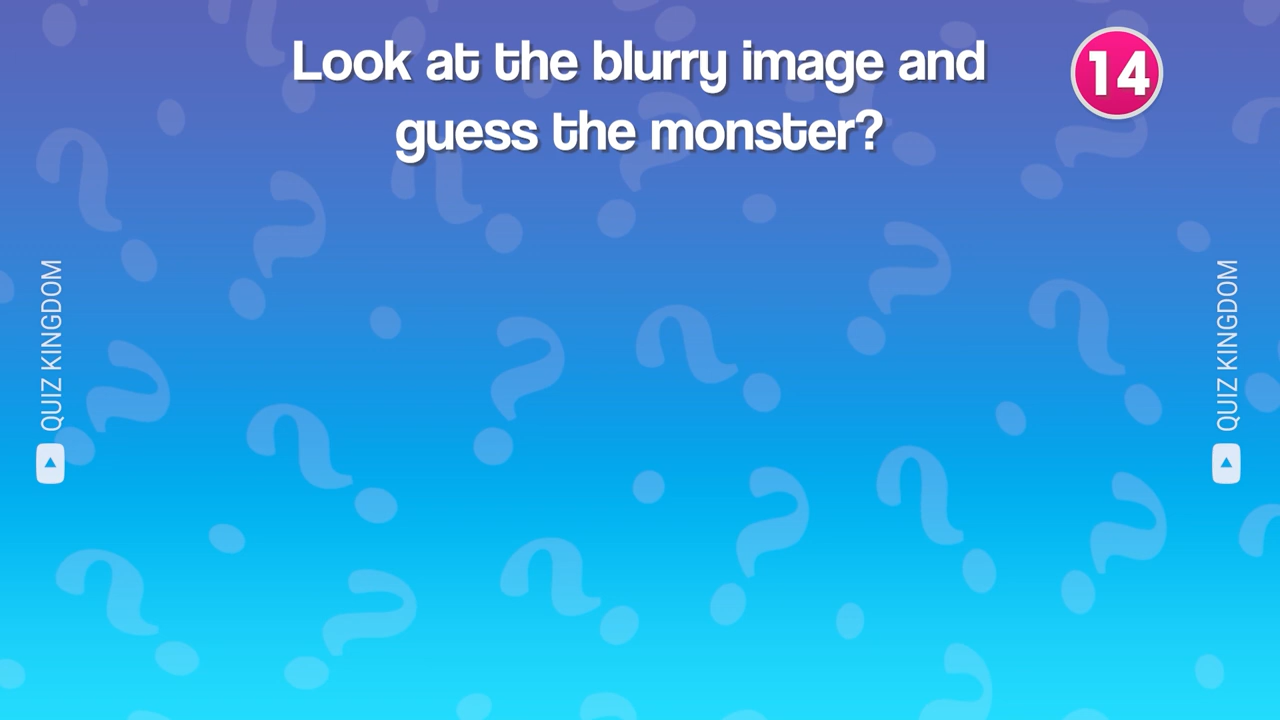 Look at the blurry image and
guess the monster?
14
QUIZ KINGDOM
QUIZ KINGDOM